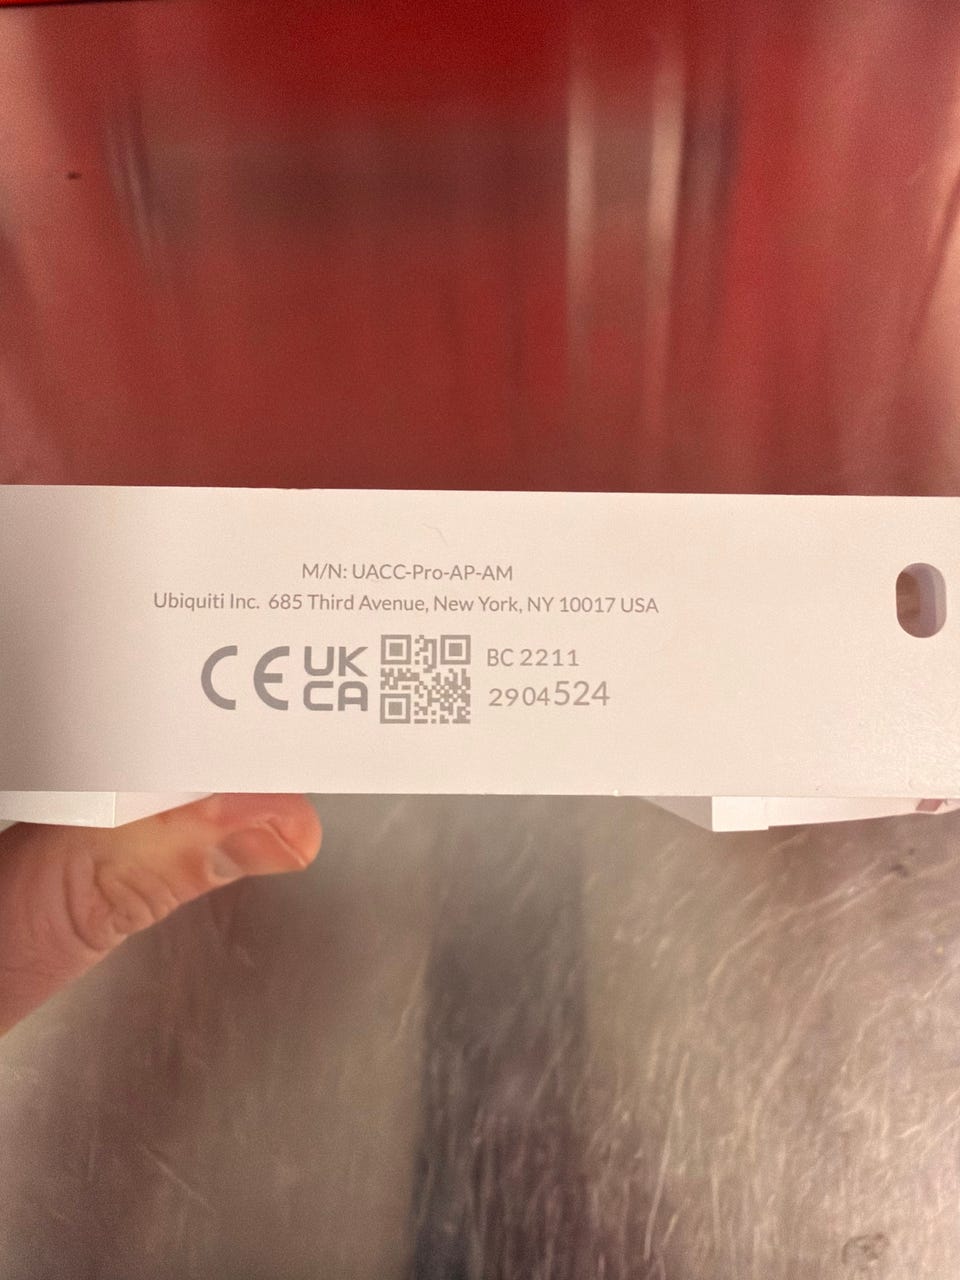 M/N: UACC-Pro-AP-AM
Ubiquiti Inc. 685 Third Avenue, New York, NY 10017 USA
CE UK CA BC 2211
2904524